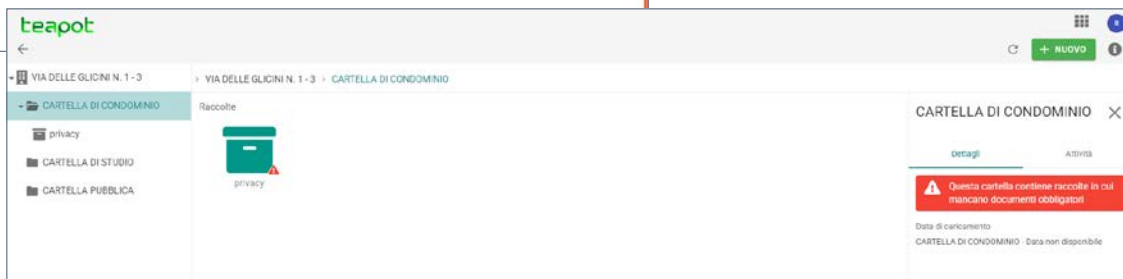 teapot
+ NUOVO
VIA DELLE GLICINI N. 1 - 3
CARTELLA DI CONDOMINIO
privacy
CARTELLA DI STUDIO
CARTELLA PUBBLICA
> VIA DELLE GLICINI N. 1 - 3 > CARTELLA DI CONDOMINIO
Raccolte
privacy
CARTELLA DI CONDOMINIO
Dettagli Attività
Questa cartella contiene raccolte in cui
mancano documenti obbligatori
Data di caricamento
CARTELLA DI CONDOMINIO - Data non disponibile